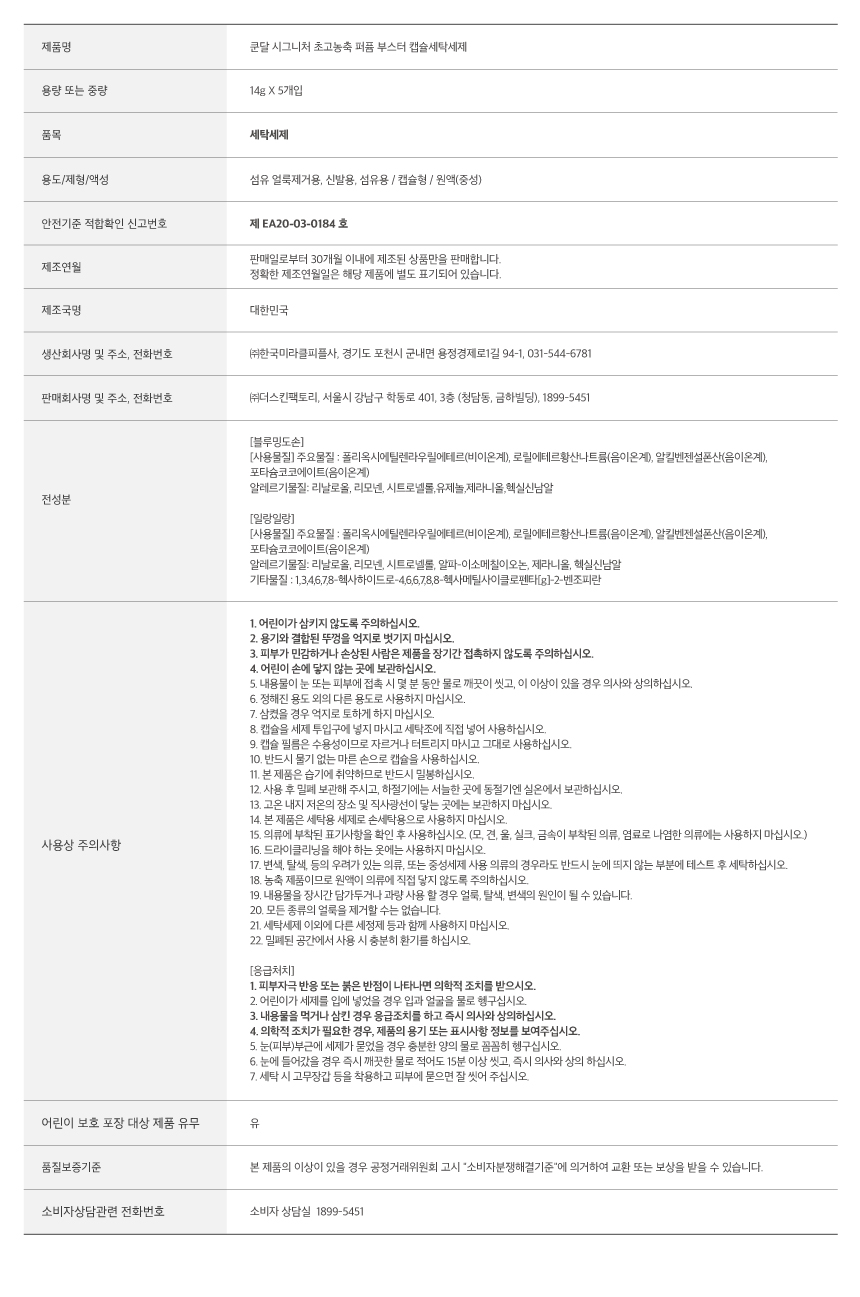 제품명
쿤달 시그니처 초고농축 퍼퓸 부스터 캡슐세탁세제
용량 또는 중량
14g X 5개입
품목
세탁세제
용도/제형/액성
섬유 얼룩제거용, 신발용, 섬유용 / 캡슐형 / 원액(중성)
안전기준 적합확인 신고번호
제 EA20-03-0184 호
제조연월
판매일로부터 30개월 이내에 제조된 상품만을 판매합니다.
정확한 제조연월일은 해당 제품에 별도 표기되어 있습니다.
제조국명
대한민국
생산회사명 및 주소, 전화번호
㈜한국미라클피플사, 경기도 포천시 군내면 용정경제로1길 94-1, 031-544-6781
판매회사명 및 주소, 전화번호
㈜더스킨팩토리, 서울시 강남구 학동로 401, 3층 (청담동, 금하빌딩), 1899-5451
전성분
[블루밍도손]
[사용물질] 주요물질 : 폴리옥시에틸렌라우릴에테르(비이온계), 로릴에테르황산나트륨(음이온계), 알킬벤젠설폰산(음이온계),
포타슘코코에이트(음이온계)
알레르기물질: 리날로올, 리모넨, 시트로넬롤,유제놀,제라니올,헥실신남알
[일랑일랑]
[사용물질] 주요물질 : 폴리옥시에틸렌라우릴에테르(비이온계), 로릴에테르황산나트륨(음이온계), 알킬벤젠설폰산(음이온계),
포타슘코코에이트(음이온계)
알레르기물질: 리날로올, 리모넨, 시트로넬롤, 알파-이소메칠이오논, 제라니올, 헥실신남알
기타물질 : 1,3,4,6,7,8-헥사하이드로-4,6,6,7,8,8-헥사메틸사이클로펜타[g]-2-벤조피란
사용상 주의사항
1. 어린이가 삼키지 않도록 주의하십시오.
2. 용기와 결합된 뚜껑을 억지로 벗기지 마십시오.
3. 피부가 민감하거나 손상된 사람은 제품을 장기간 접촉하지 않도록 주의하십시오.
4. 어린이 손에 닿지 않는 곳에 보관하십시오.
5. 내용물이 눈 또는 피부에 접촉 시 몇 분 동안 물로 깨끗이 씻고, 이 이상이 있을 경우 의사와 상의하십시오.
6. 정해진 용도 외의 다른 용도로 사용하지 마십시오.
7. 삼켰을 경우 억지로 토하게 하지 마십시오.
8. 캡슐을 세제 투입구에 넣지 마시고 세탁조에 직접 넣어 사용하십시오.
9. 캡슐 필름은 수용성이므로 자르거나 터트리지 마시고 그대로 사용하십시오.
10. 반드시 물기 없는 마른 손으로 캡슐을 사용하십시오.
11. 본 제품은 습기에 취약하므로 반드시 밀봉하십시오.
12. 사용 후 밀폐 보관해 주시고, 하절기에는 서늘한 곳에 동절기엔 실온에서 보관하십시오.
13. 고온 내지 저온의 장소 및 직사광선이 닿는 곳에는 보관하지 마십시오.
14. 본 제품은 세탁용 세제로 손세탁용으로 사용하지 마십시오.
15. 의류에 부착된 표기사항을 확인 후 사용하십시오. (모, 견, 울, 실크, 금속이 부착된 의류, 염료로 나염한 의류에는 사용하지 마십시오.)
16. 드라이클리닝을 해야 하는 옷에는 사용하지 마십시오.
17. 변색, 탈색, 등의 우려가 있는 의류, 또는 중성세제 사용 의류의 경우라도 반드시 눈에 띄지 않는 부분에 테스트 후 세탁하십시오.
18. 농축 제품이므로 원액이 의류에 직접 닿지 않도록 주의하십시오.
19. 내용물을 장시간 담가두거나 과량 사용 할 경우 얼룩, 탈색, 변색의 원인이 될 수 있습니다.
20. 모든 종류의 얼룩을 제거할 수는 없습니다.
21. 세탁세제 이외에 다른 세정제 등과 함께 사용하지 마십시오.
22. 밀폐된 공간에서 사용 시 충분히 환기를 하십시오.
[응급처치]
1. 피부자극 반응 또는 붉은 반점이 나타나면 의학적 조치를 받으시오.
2. 어린이가 세제를 입에 넣었을 경우 입과 얼굴을 물로 헹구십시오.
3. 내용물을 먹거나 삼킨 경우 응급조치를 하고 즉시 의사와 상의하십시오.
4. 의학적 조치가 필요한 경우, 제품의 용기 또는 표시사항 정보를 보여주십시오.
5. 눈(피부)부근에 세제가 묻었을 경우 충분한 양의 물로 꼼꼼히 헹구십시오.
6. 눈에 들어갔을 경우 즉시 깨끗한 물로 적어도 15분 이상 씻고, 즉시 의사와 상의 하십시오.
7. 세탁 시 고무장갑 등을 착용하고 피부에 묻으면 잘 씻어 주십시오.
어린이 보호 포장 대상 제품 유무
유
품질보증기준
본 제품의 이상이 있을 경우 공정거래위원회 고시 "소비자분쟁해결기준"에 의거하여 교환 또는 보상을 받을 수 있습니다.
소비자상담관련 전화번호
소비자 상담실 1899-5451